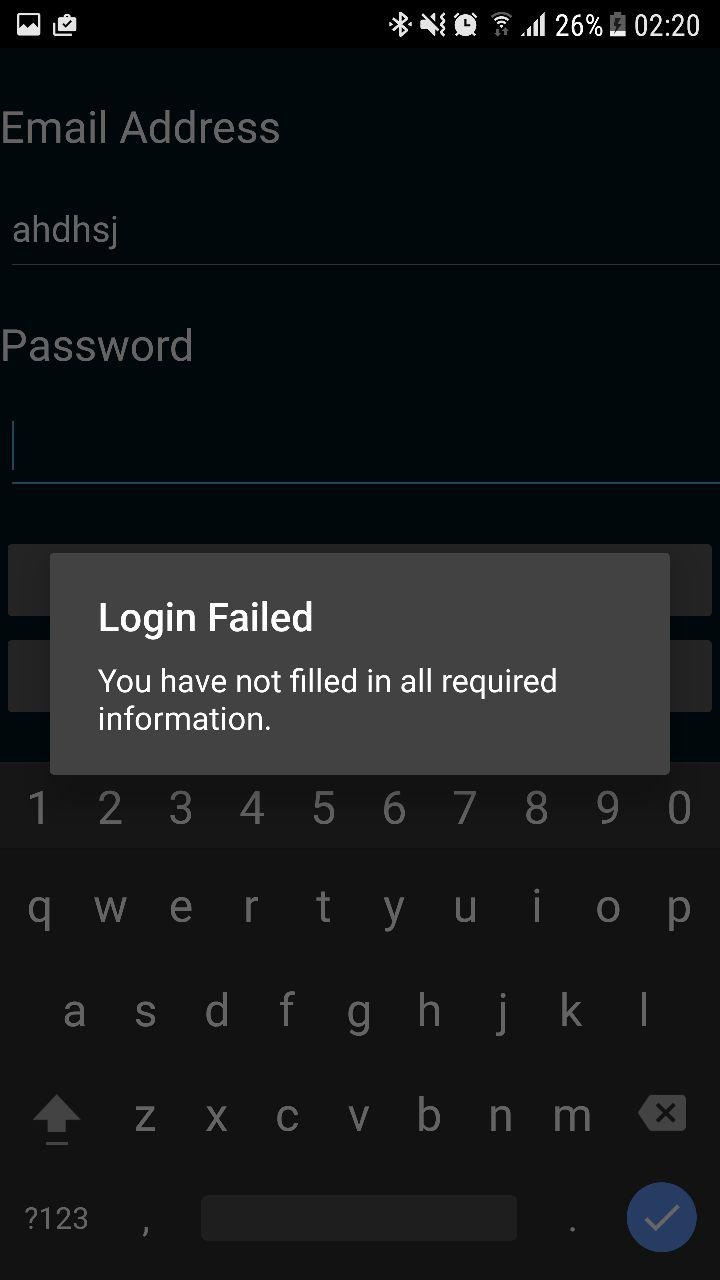 26% 02:20
Email Address
ahdhsj
Password
Login Failed
You have not filled in all required
information.
1 2 3 4 5 6 7 8 9 0
q w e r t y u i o p
a s d f g h j k l
z x c v b n m
?123 , .